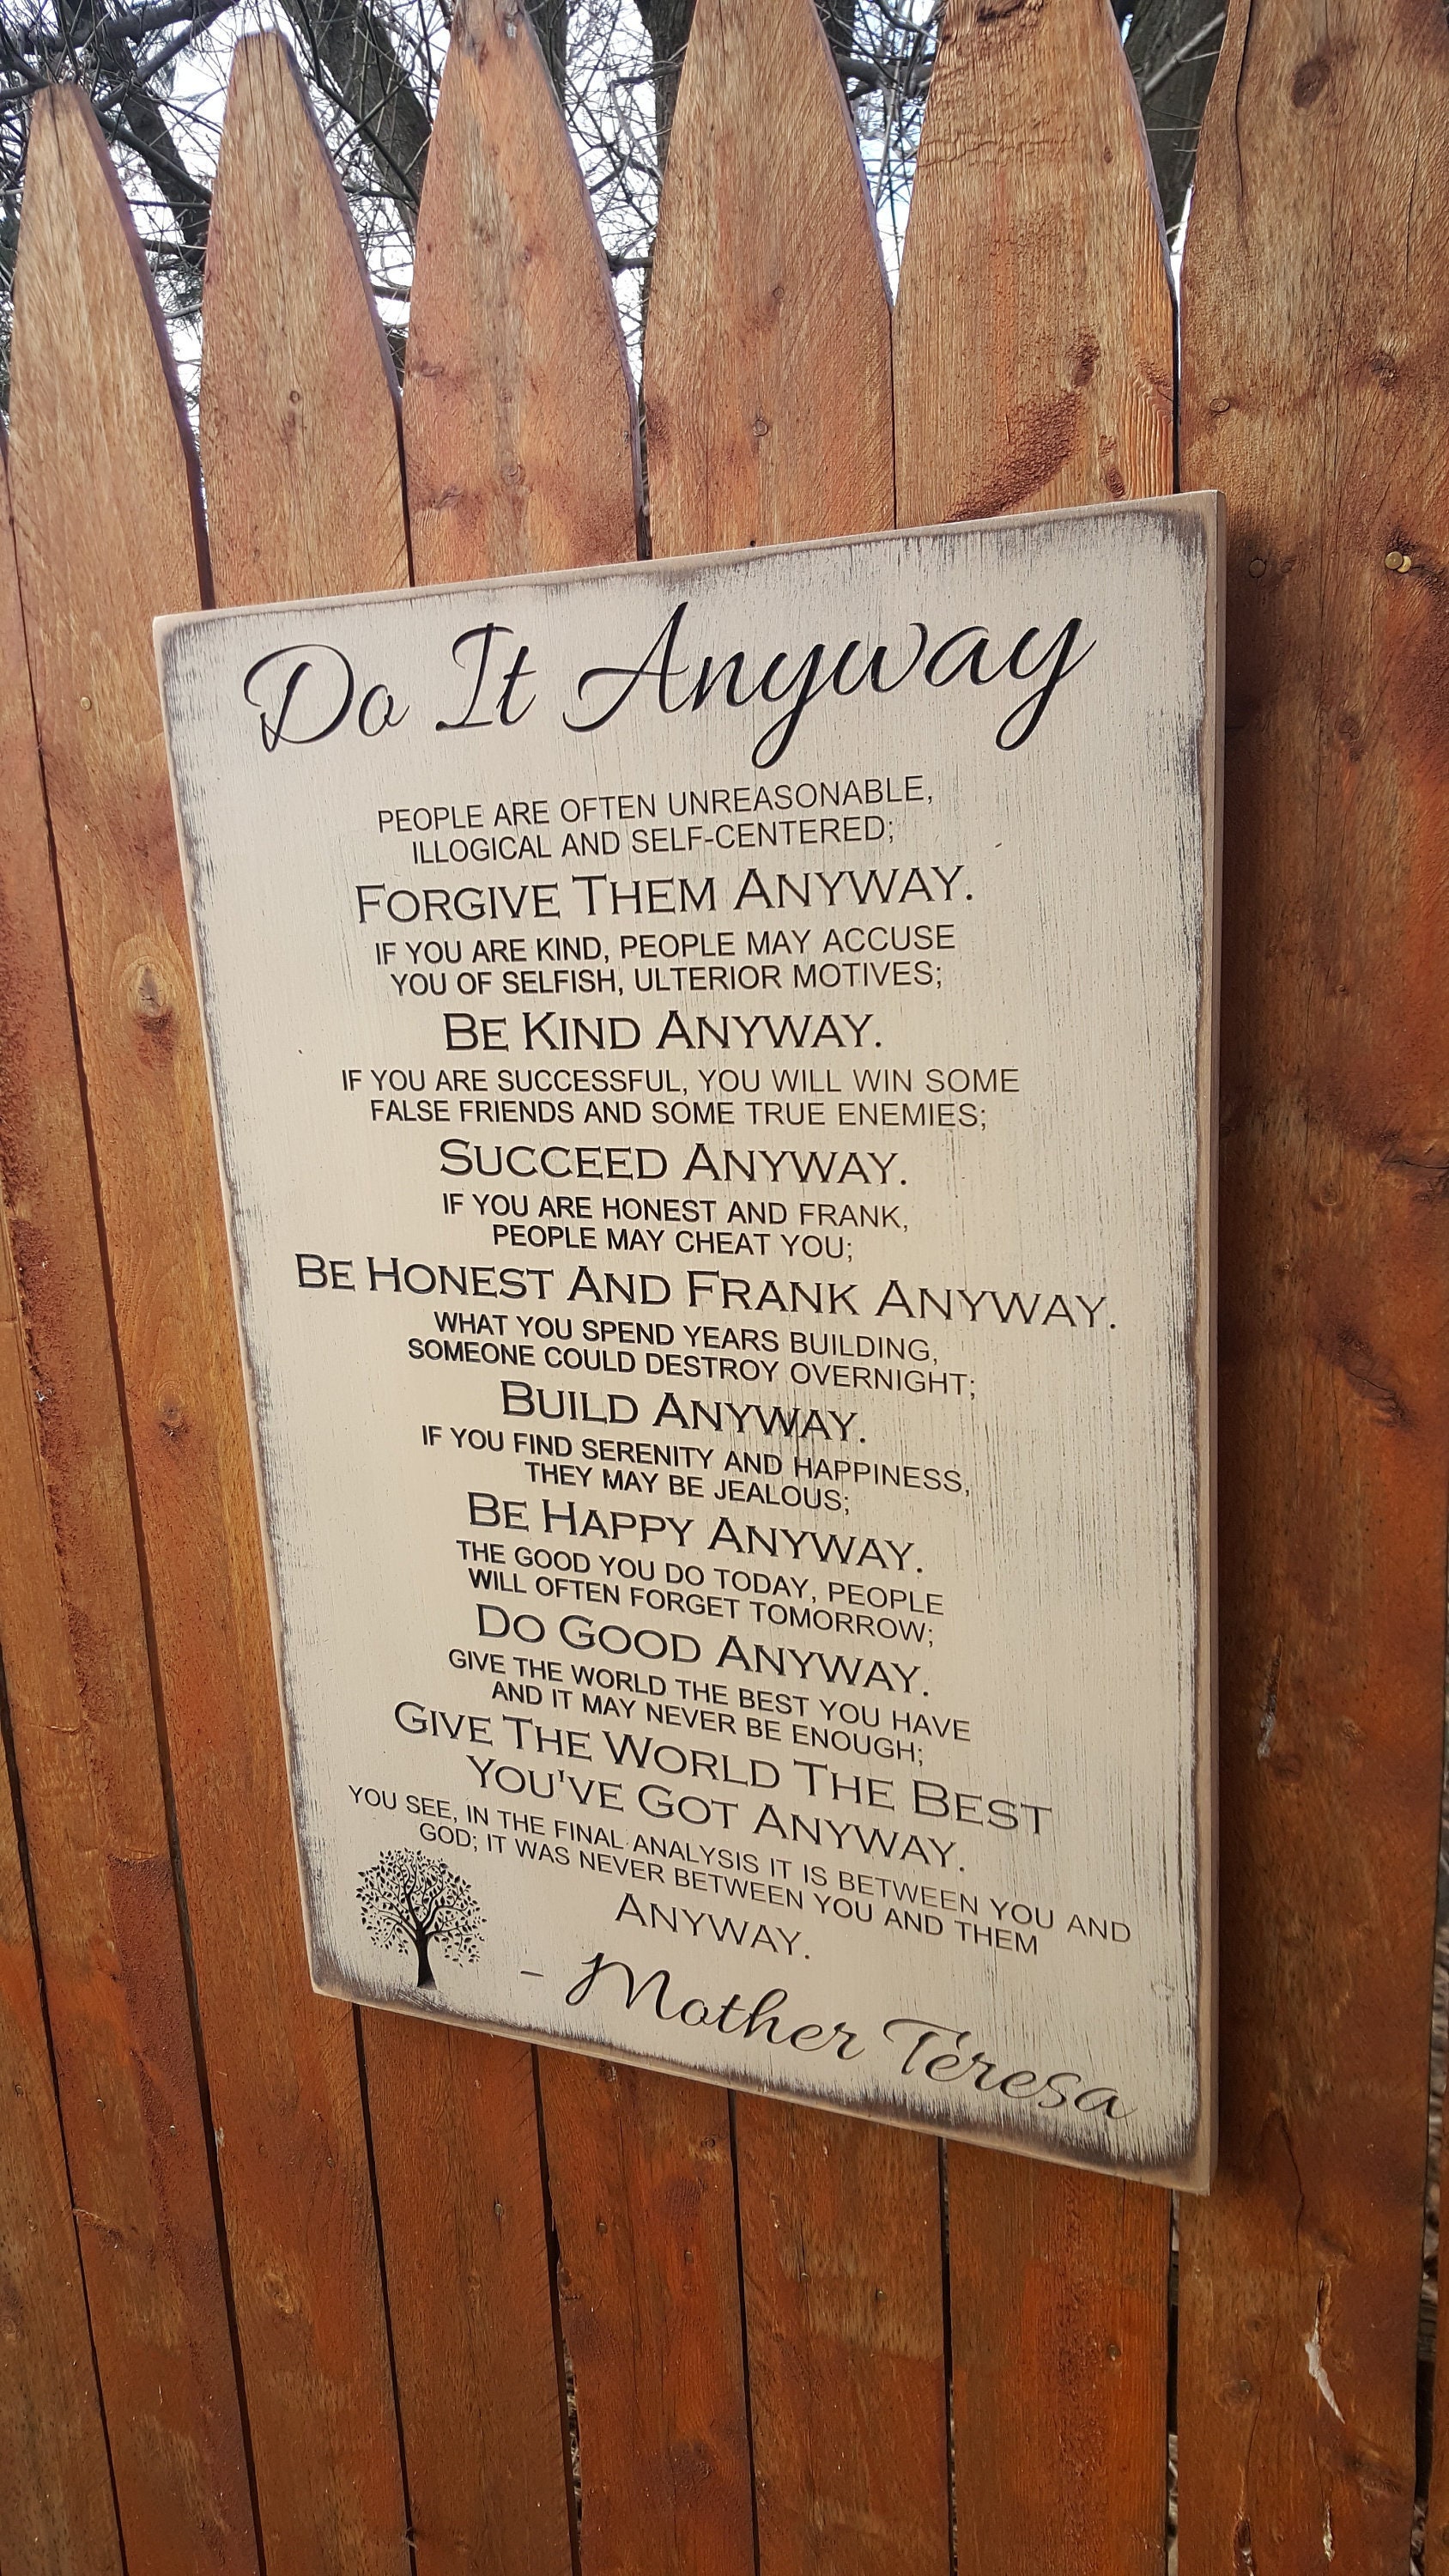 Do It Anyway
PEOPLE ARE OFTEN UNREASONABLE,
ILLOGICAL AND SELF-CENTERED;
FORGIVE THEM ANYWAY.
IF YOU ARE KIND, PEOPLE MAY ACCUSE
YOU OF SELFISH, ULTERIOR MOTIVES;
BE KIND ANYWAY.
IF YOU ARE SUCCESSFUL, YOU WILL WIN SOME
FALSE FRIENDS AND SOME TRUE ENEMIES;
SUCCEED ANYWAY.
IF YOU ARE HONEST AND FRANK,
PEOPLE MAY CHEAT YOU;
BE HONEST AND FRANK ANYWAY.
WHAT YOU SPEND YEARS BUILDING,
SOMEONE COULD DESTROY OVERNIGHT;
BUILD ANYWAY.
IF YOU FIND SERENITY AND HAPPINESS,
THEY MAY BE JEALOUS;
BE HAPPY ANYWAY.
THE GOOD YOU DO TODAY, PEOPLE
WILL OFTEN FORGET TOMORROW;
DO GOOD ANYWAY.
GIVE THE WORLD THE BEST YOU HAVE
AND IT MAY NEVER BE ENOUGH;
GIVE THE WORLD THE BEST
YOU'VE GOT ANYWAY.
YOU SEE, IN THE FINAL ANALYSIS IT IS BETWEEN YOU AND
GOD; IT WAS NEVER BETWEEN YOU AND THEM
ANYWAY.
- Mother Teresa